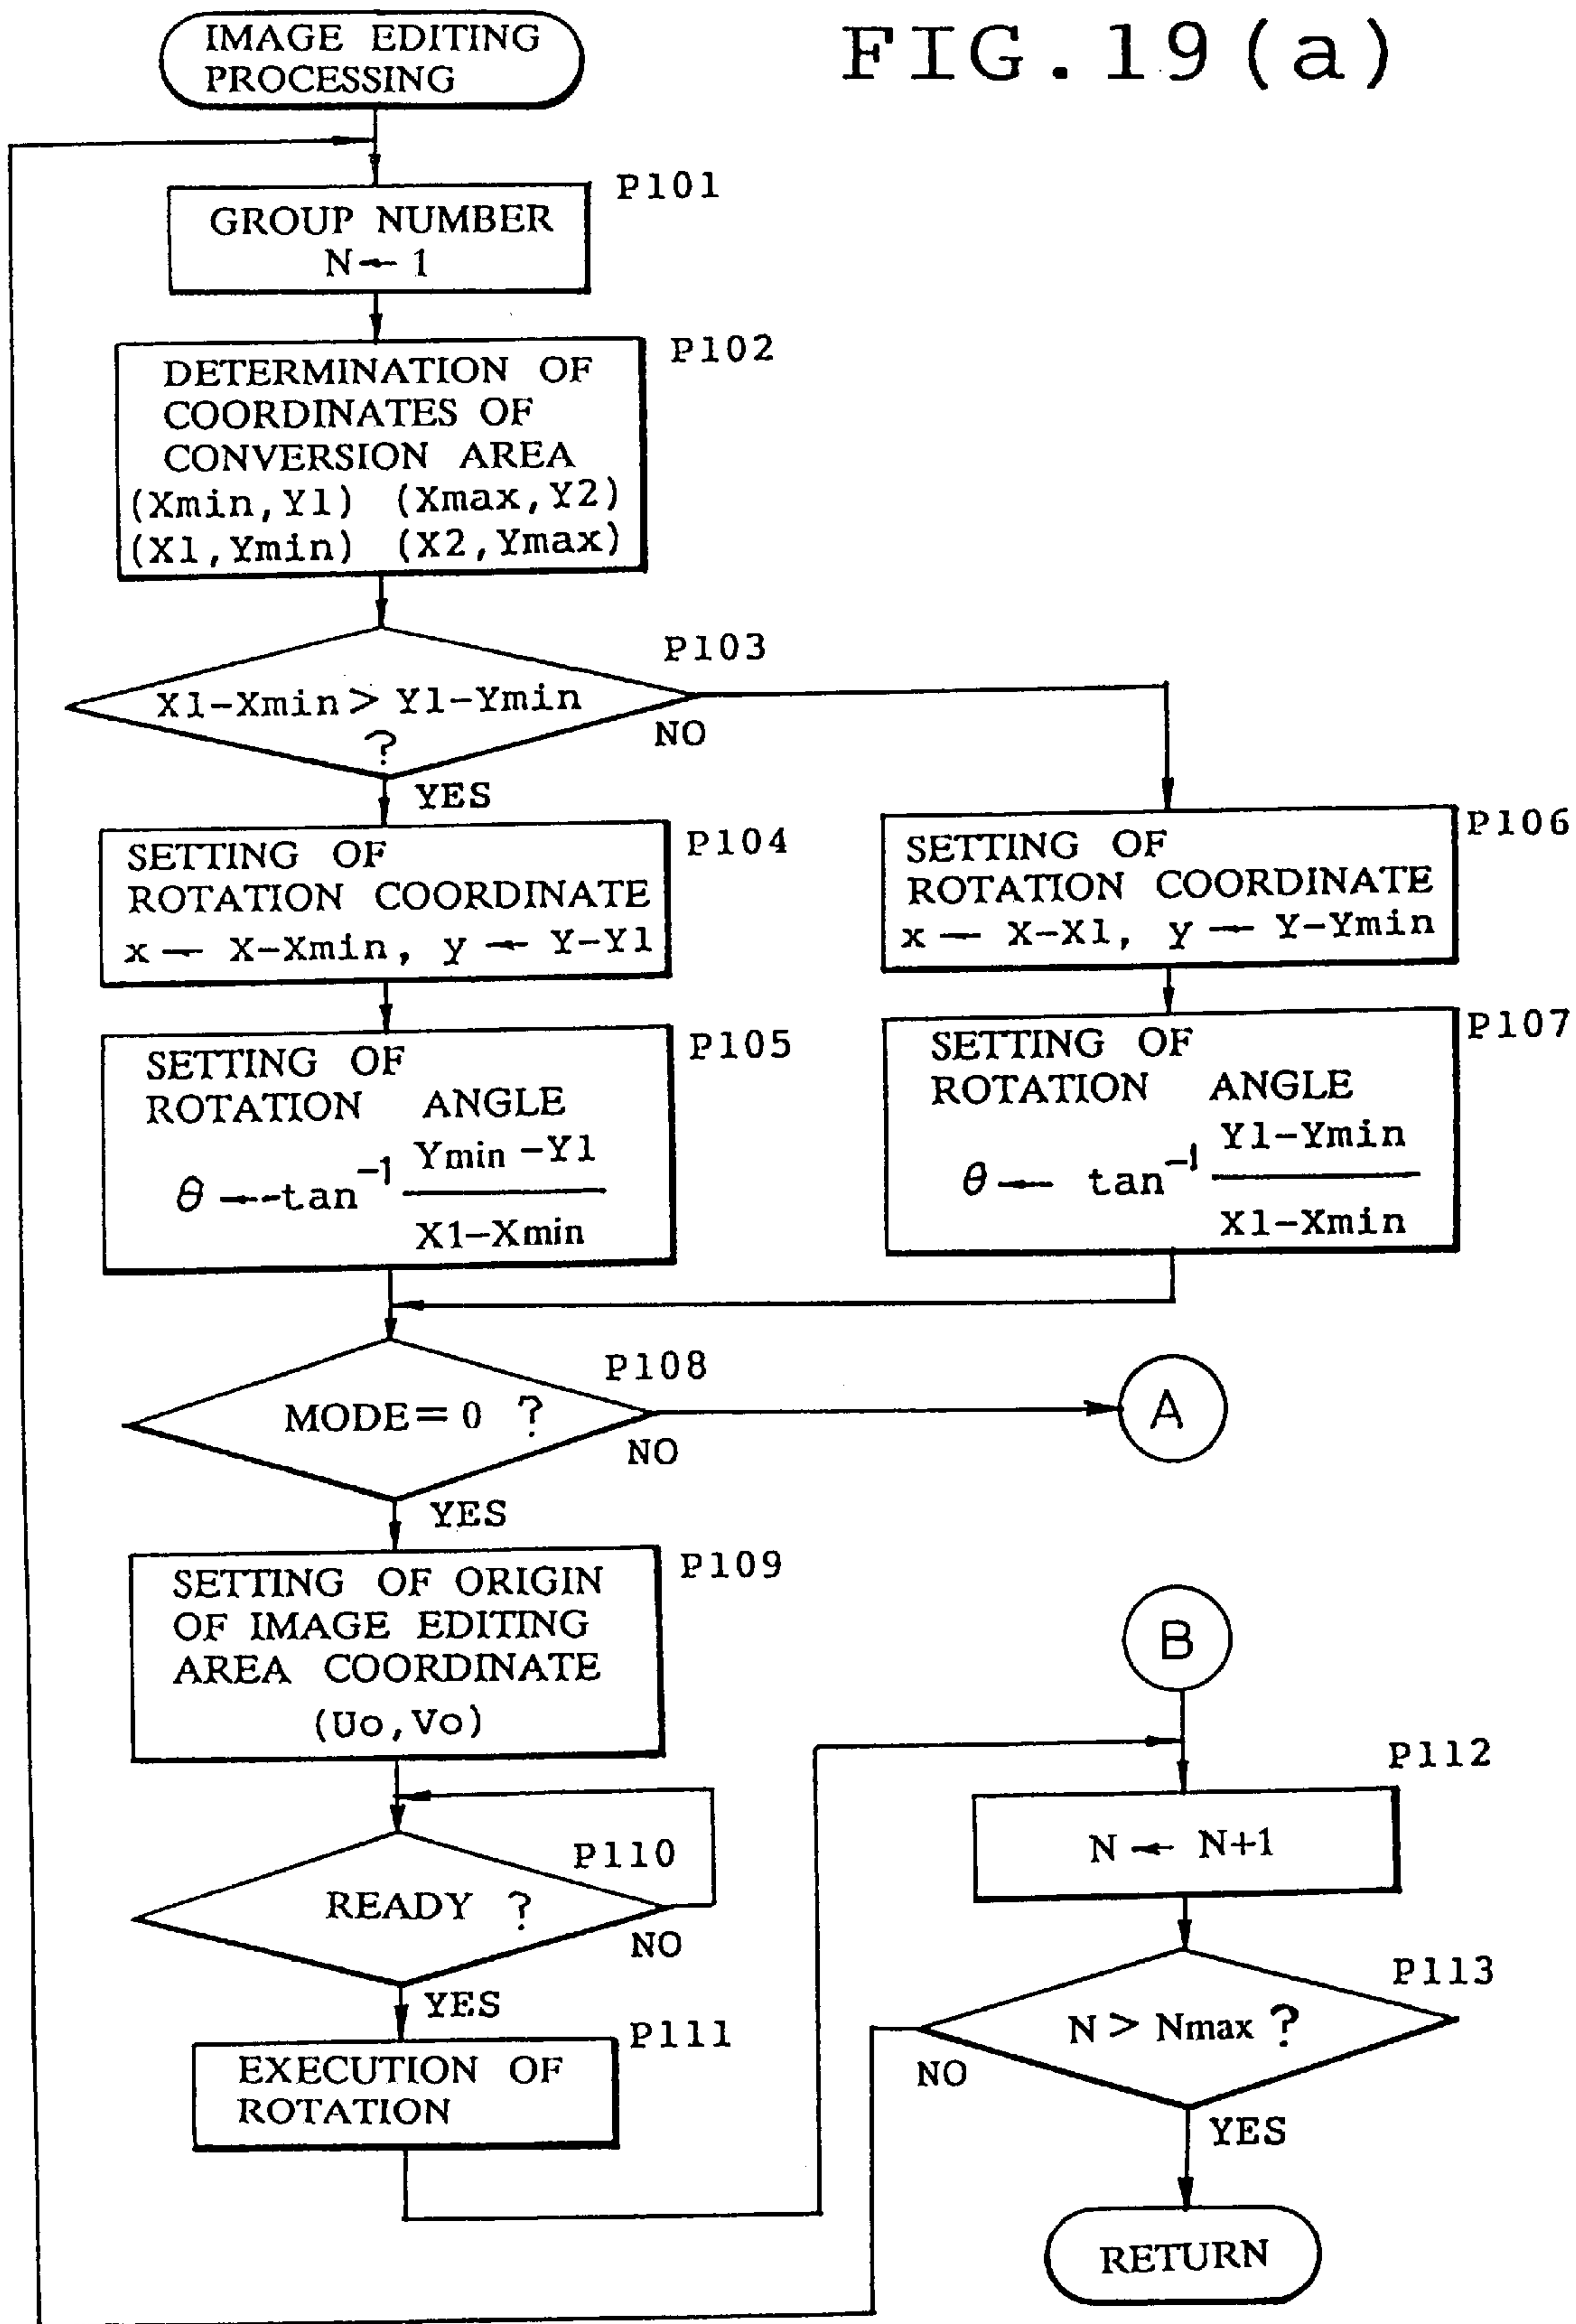 FIG.19(a)
IMAGE EDITING
PROCESSING
P101
GROUP NUMBER
N←1
P102
DETERMINATION OF
COORDINATES OF
CONVERSION AREA
(Xmin,Y1) (Xmax,Y2)
(X1,Ymin) (X2,Ymax)
P103
X1-Xmin > Y1-Ymin
?
NO
YES
P104
SETTING OF
ROTATION COORDINATE
x ← X-Xmin, y ← Y-Y1
P106
SETTING OF
ROTATION COORDINATE
x ← X-X1, y ← Y-Ymin
P105
SETTING OF
ROTATION ANGLE
θ ← tan⁻¹ Ymin-Y1
X1-Xmin
P107
SETTING OF
ROTATION ANGLE
θ ← tan⁻¹ Y1-Ymin
X1-Xmin
P108
MODE=0 ?
NO
A
YES
P109
SETTING OF ORIGIN
OF IMAGE EDITING
AREA COORDINATE
(Uo,Vo)
P110
READY ?
NO
YES
P111
EXECUTION OF
ROTATION
B
P112
N ← N+1
P113
N > Nmax ?
NO
YES
RETURN